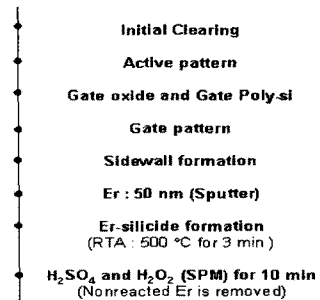 Initial Clearing
Active pattern
Gate oxide and Gate Poly-si
Gate pattern
Sidewall formation
Er : 50 nm (Sputter)
Er-silicide formation
(RTA : 500 °C for 3 min )
H₂SO₄ and H₂O₂ (SPM) for 10 min
(Nonreacted Er is removed)